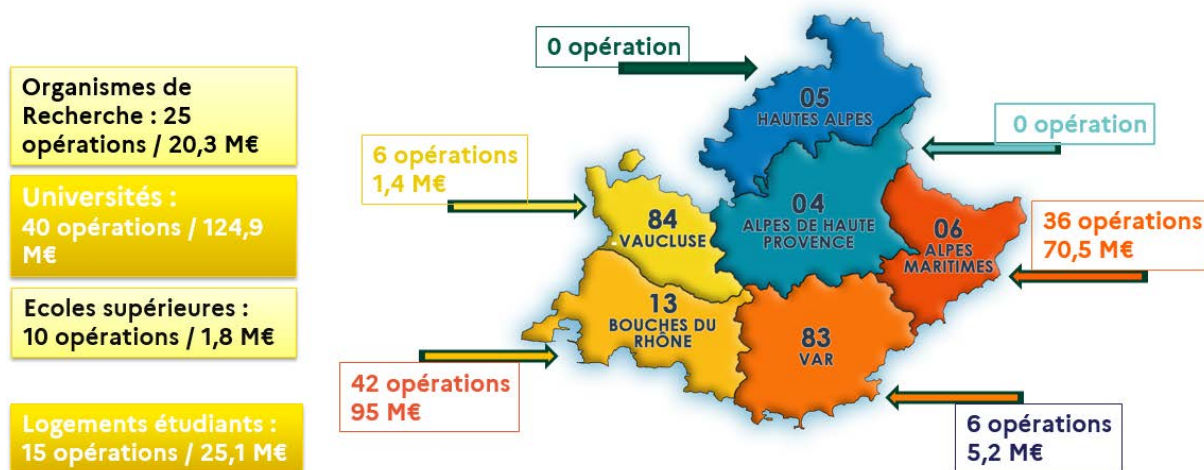 Organismes de
Recherche : 25
opérations / 20,3 M€
Universités :
40 opérations / 124,9
M€
Ecoles supérieures :
10 opérations / 1,8 M€
Logements étudiants :
15 opérations / 25,1 M€
0 opération
05
HAUTES ALPES
0 opération
6 opérations
1,4 M€
84
VAUCLUSE
04
ALPES DE HAUTE
PROVENCE
06
ALPES
MARITIMES
36 opérations
70,5 M€
13
BOUCHES DU
RHÔNE
83
VAR
42 opérations
95 M€
6 opérations
5,2 M€